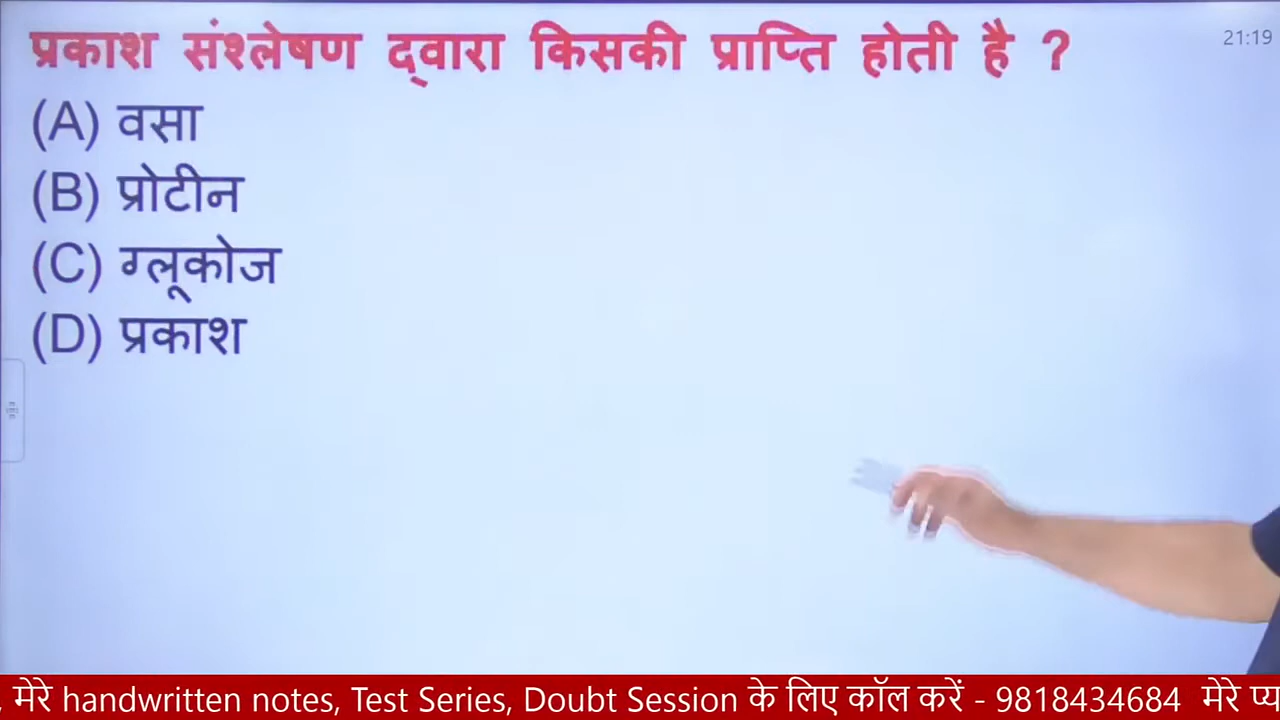 प्रकाश संश्लेषण द्वारा किसकी प्राप्ति होती है ?
21:19
(A) वसा
(B) प्रोटीन
(C) ग्लूकोज
(D) प्रकाश
मेरे handwritten notes, Test Series, Doubt Session के लिए कॉल करें - 9818434684 मेरे प्य